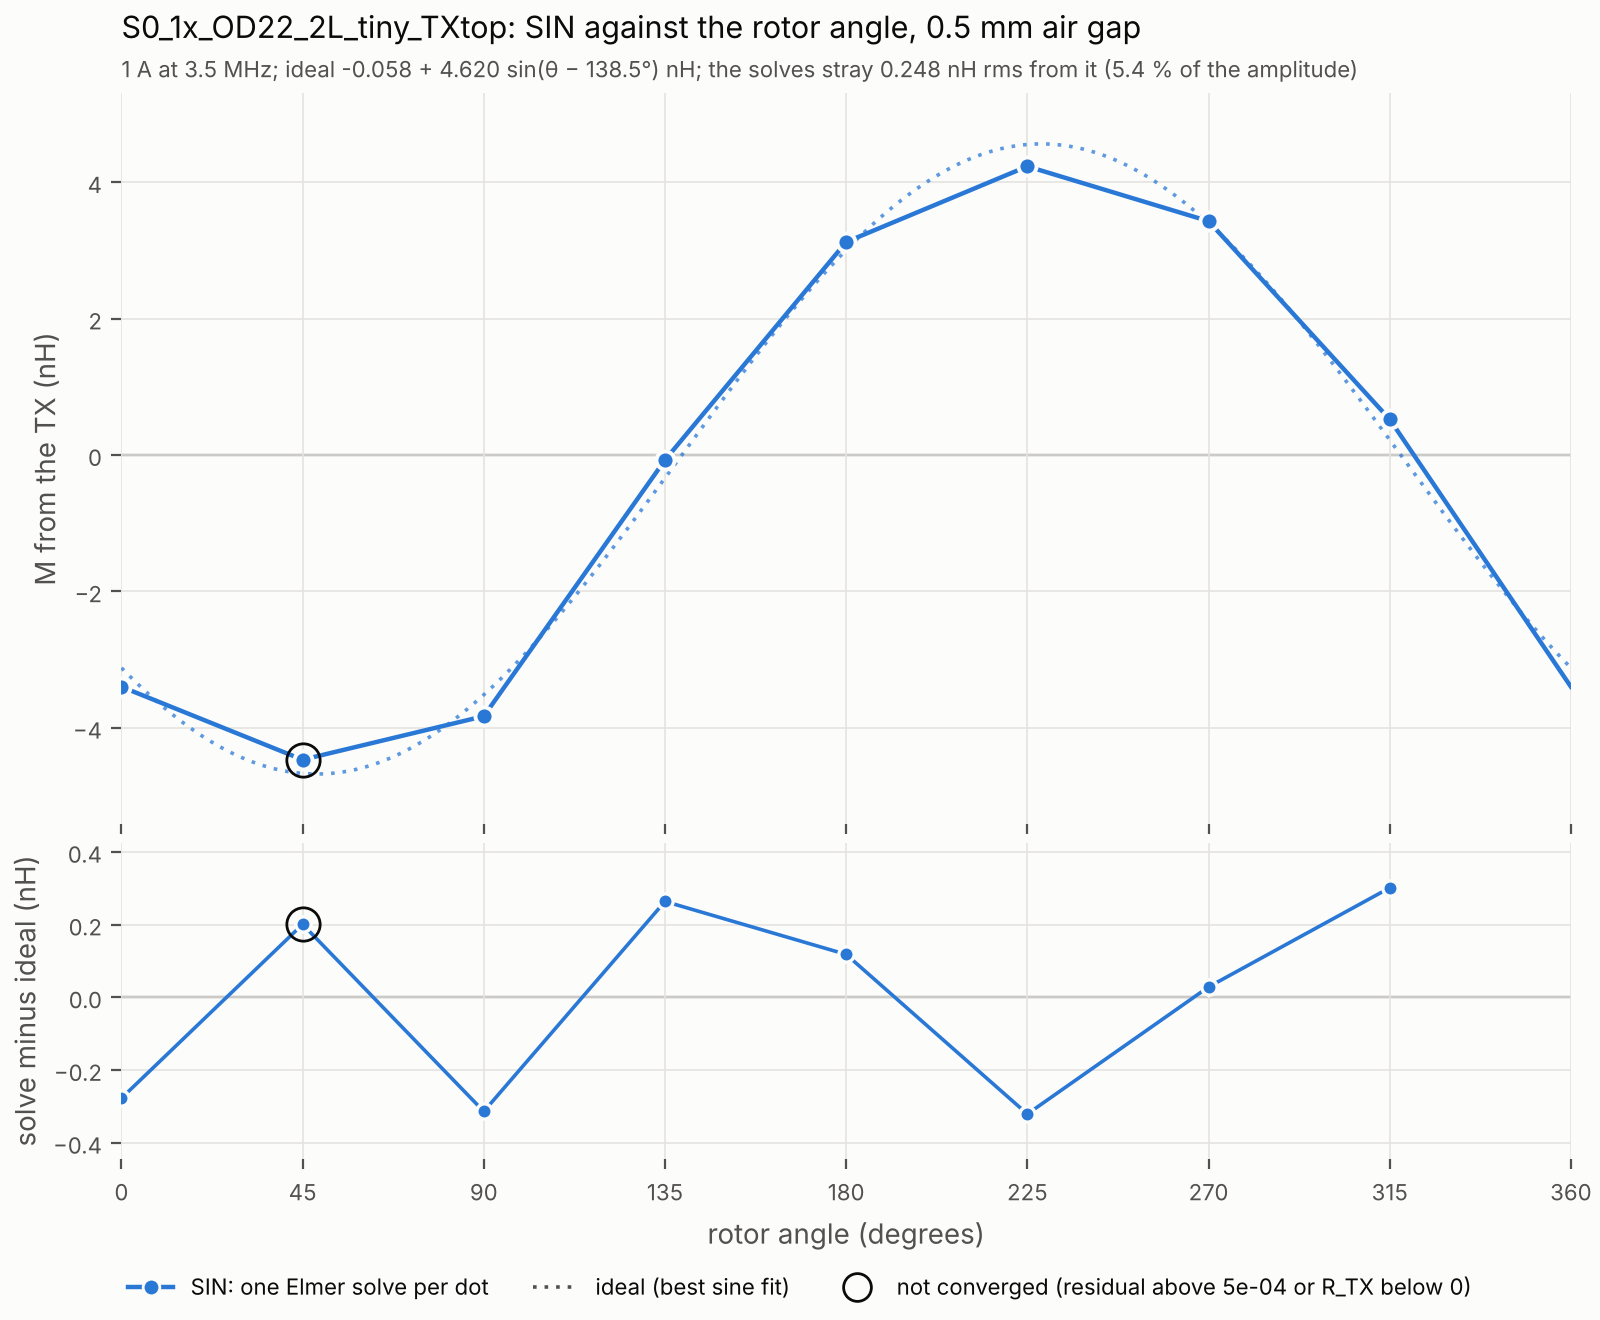 S0_1x_OD22_2L_tiny_TXtop: SIN against the rotor angle, 0.5 mm air gap
1 A at 3.5 MHz; ideal -0.058 + 4.620 sin(θ − 138.5°) nH; the solves stray 0.248 nH rms from it (5.4 % of the amplitude)
M from the TX (nH)
4
2
0
−2
−4
solve minus ideal (nH)
0.4
0.2
0.0
−0.2
−0.4
0 45 90 135 180 225 270 315 360
rotor angle (degrees)
SIN: one Elmer solve per dot ideal (best sine fit) not converged (residual above 5e-04 or R_TX below 0)